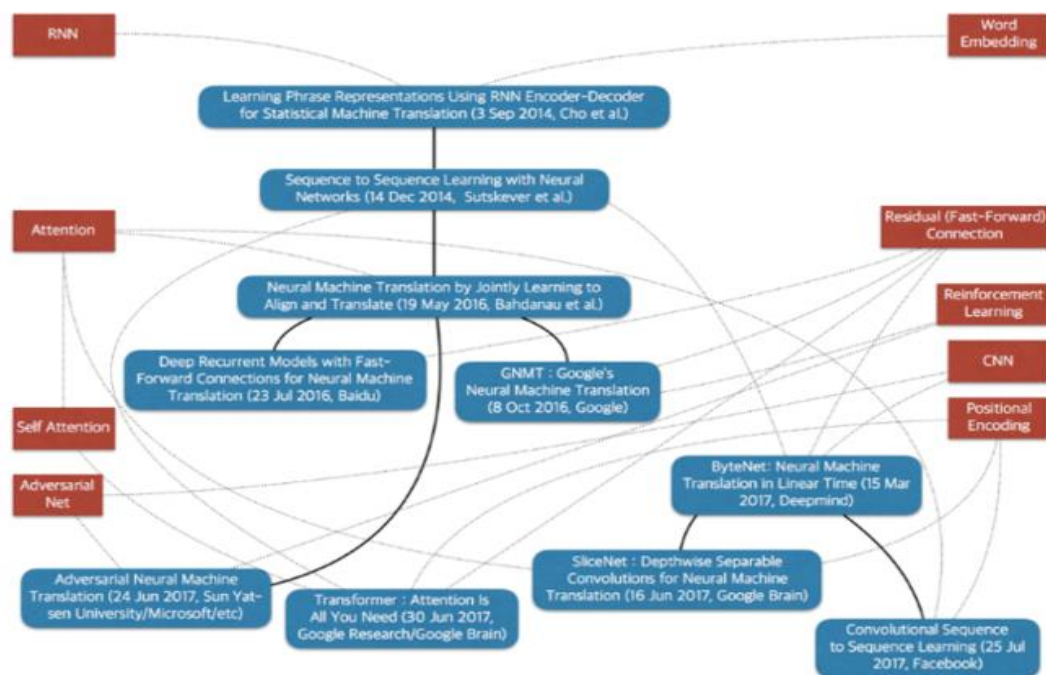 RNN
Word
Embedding
Learning Phrase Representations Using RNN Encoder-Decoder
for Statistical Machine Translation (3 Sep 2014, Cho et al.)
Sequence to Sequence Learning with Neural
Networks (14 Dec 2014, Sutskever et al.)
Attention
Residual (Fast-Forward)
Connection
Neural Machine Translation by Jointly Learning to
Align and Translate (19 May 2016, Bahdanau et al.)
Reinforcement
Learning
Deep Recurrent Models with Fast-
Forward Connections for Neural Machine
Translation (23 Jul 2016, Baidu)
GNMT : Google's
Neural Machine Translation
(8 Oct 2016, Google)
CNN
Self Attention
Positional
Encoding
Adversarial
Net
ByteNet: Neural Machine
Translation in Linear Time (15 Mar
2017, Deepmind)
Adversarial Neural Machine
Translation (24 Jun 2017, Sun Yat-
sen University/Microsoft/etc)
Transformer : Attention Is
All You Need (30 Jun 2017,
Google Research/Google Brain)
SliceNet : Depthwise Separable
Convolutions for Neural Machine
Translation (16 Jun 2017, Google Brain)
Convolutional Sequence
to Sequence Learning (25 Jul
2017, Facebook)